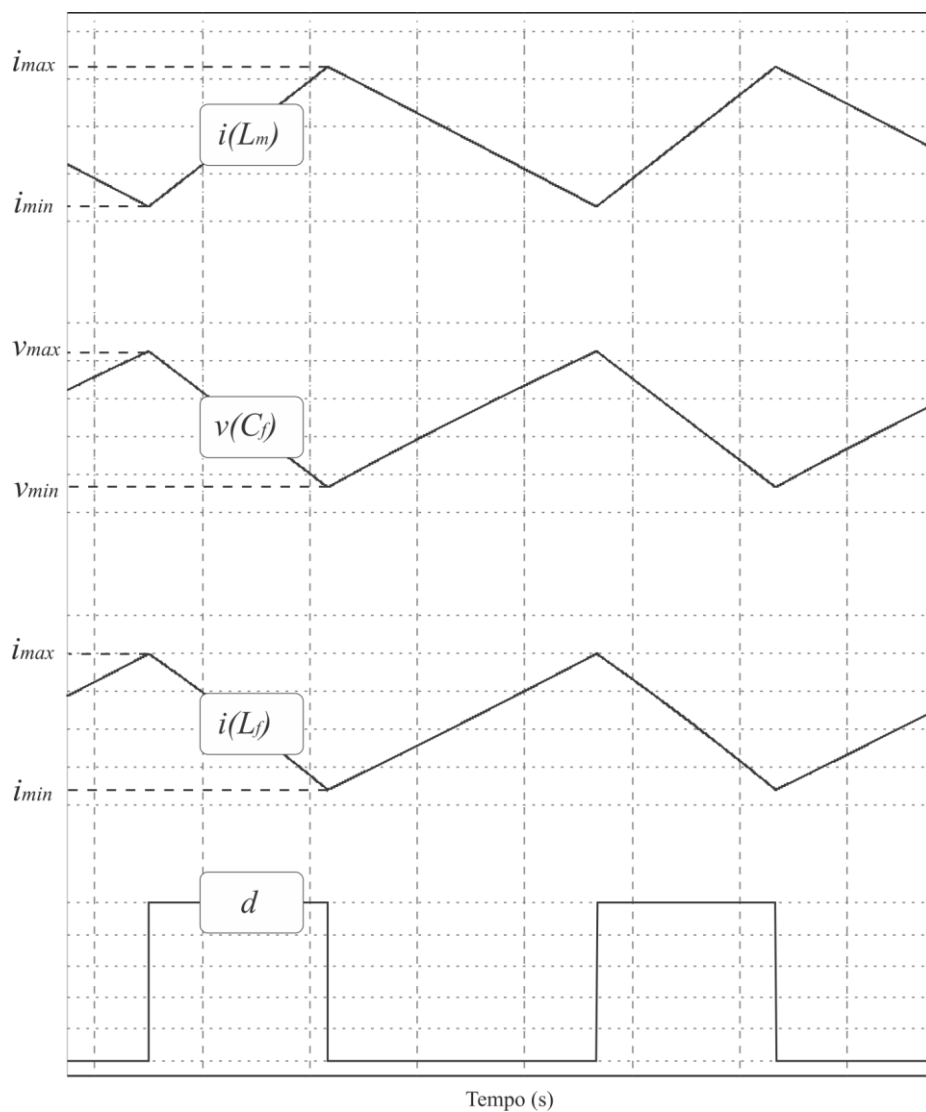 imax
i(Lm)
imin
vmax
v(Cf)
vmin
imax
i(Lf)
imin
d
Tempo (s)